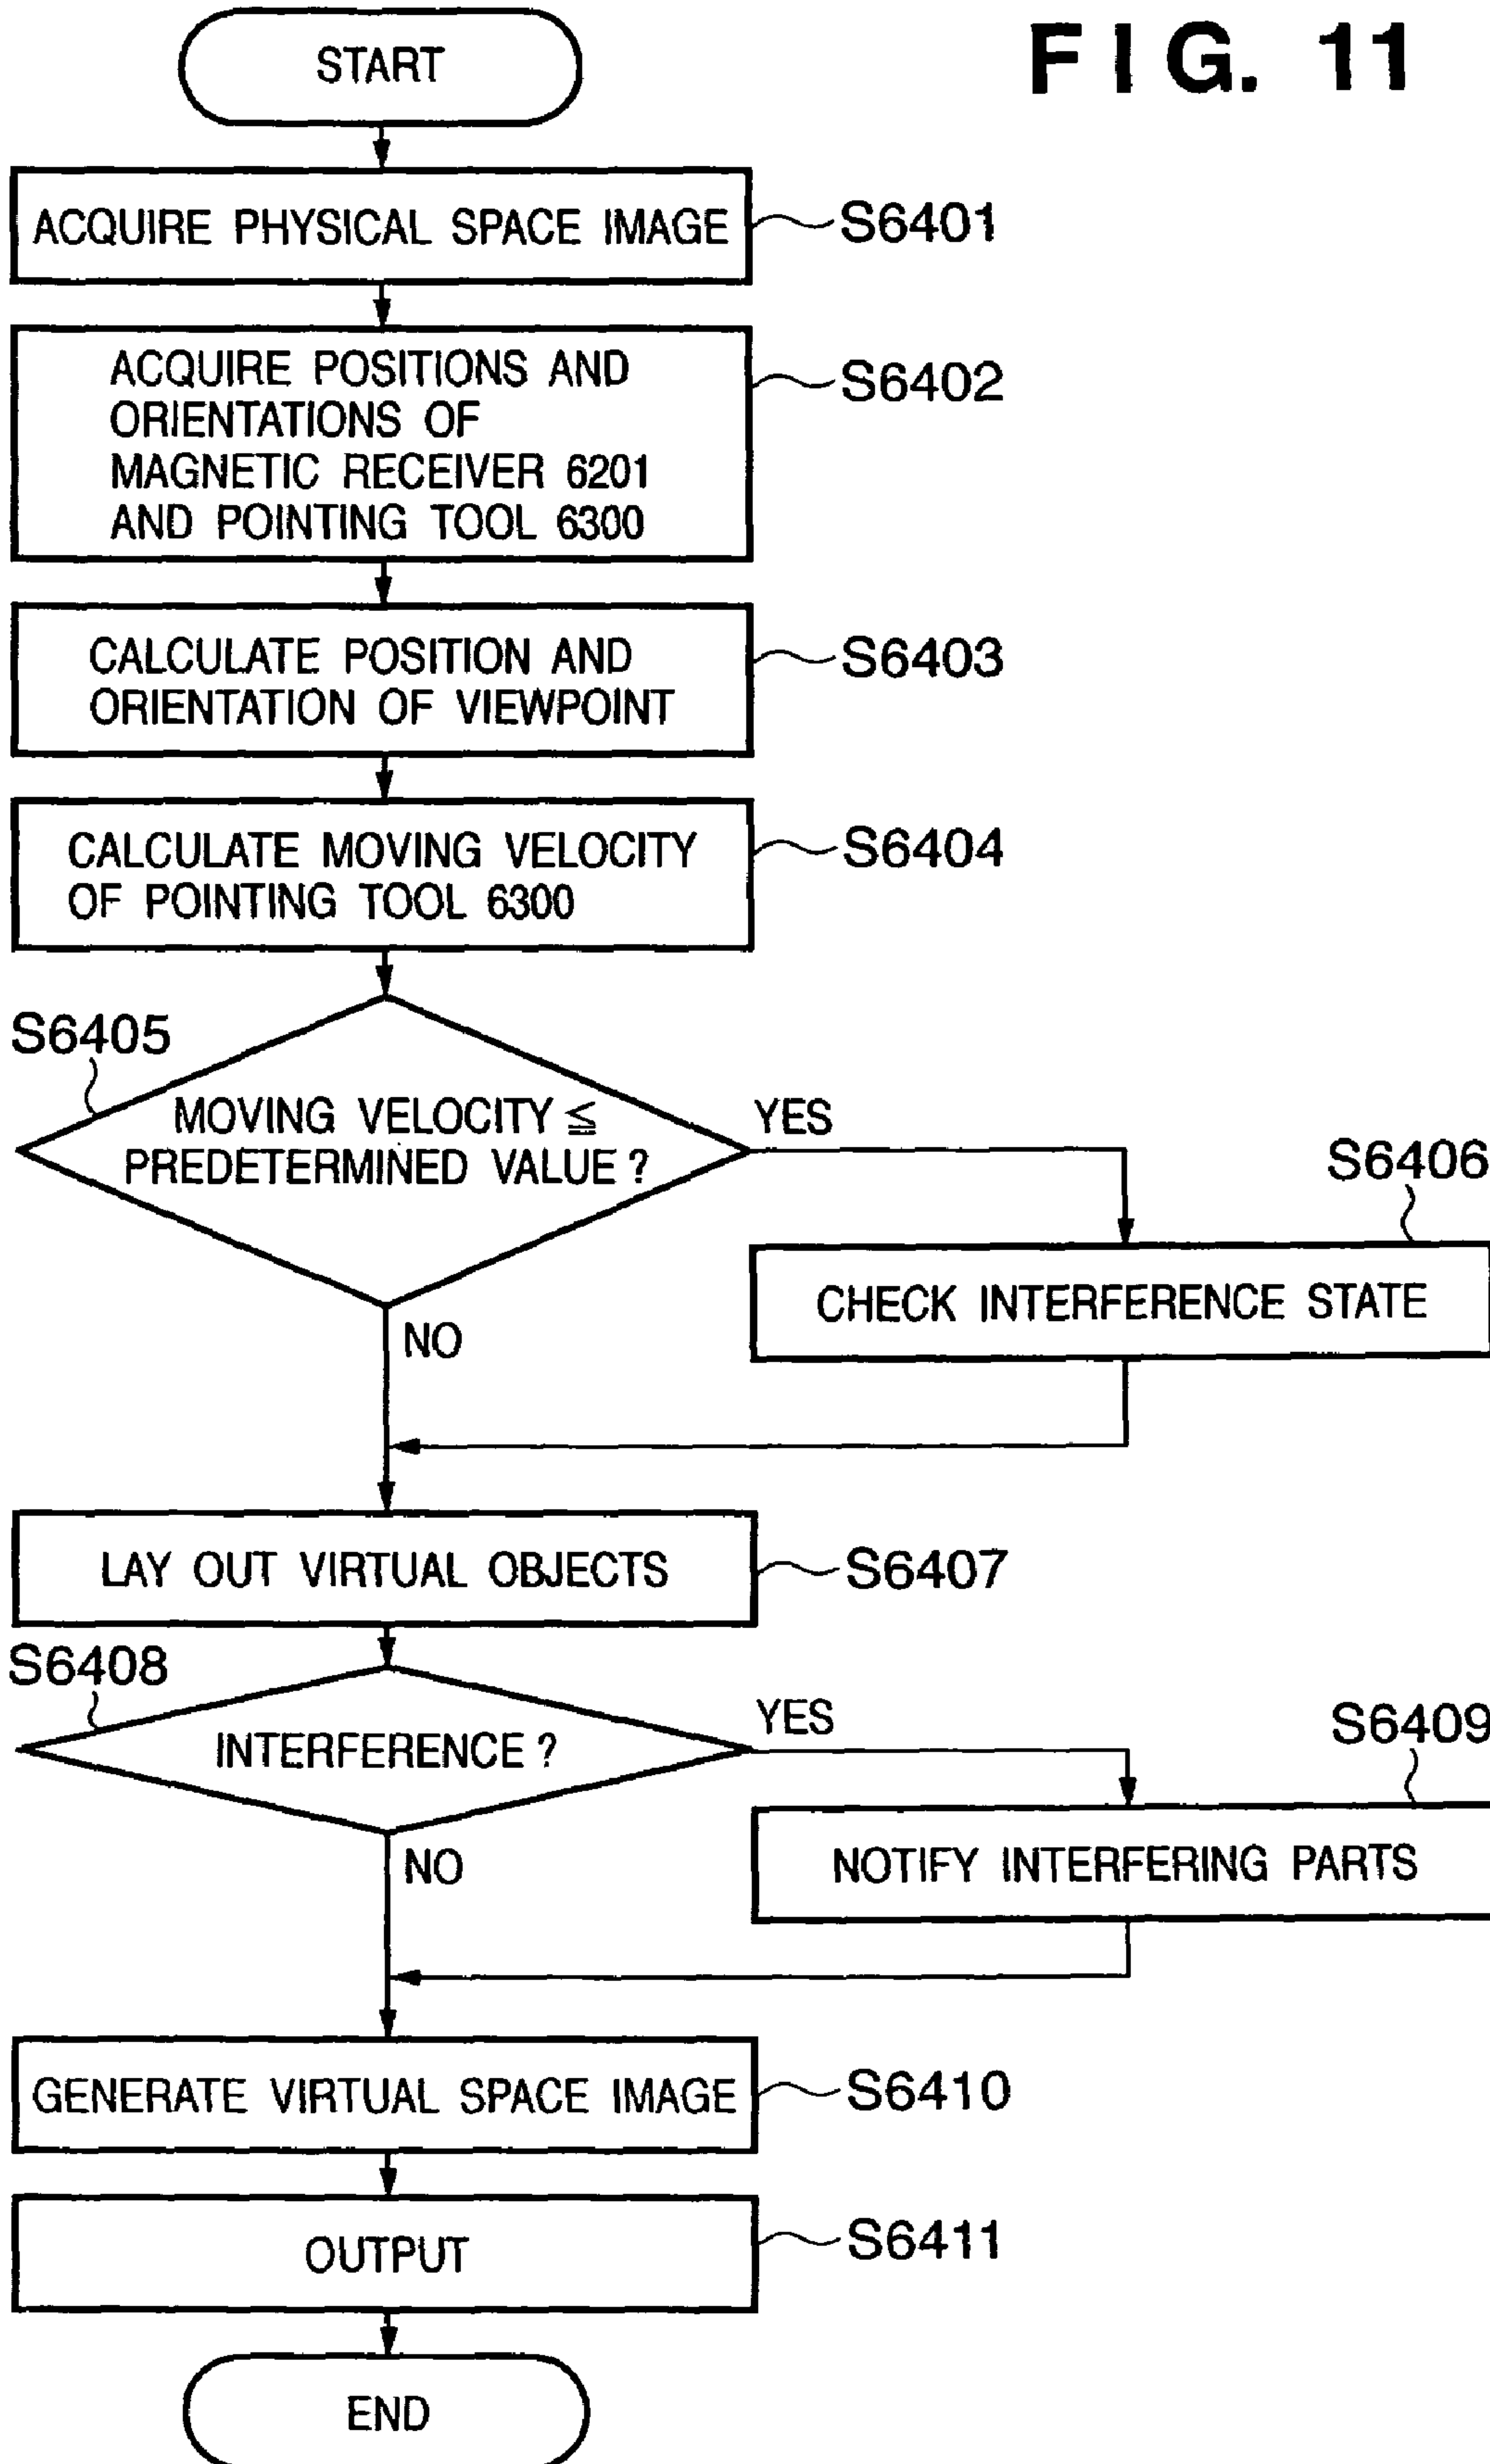 FIG. 11
START
ACQUIRE PHYSICAL SPACE IMAGE
S6401
ACQUIRE POSITIONS AND
ORIENTATIONS OF
MAGNETIC RECEIVER 6201
AND POINTING TOOL 6300
S6402
CALCULATE POSITION AND
ORIENTATION OF VIEWPOINT
S6403
CALCULATE MOVING VELOCITY
OF POINTING TOOL 6300
S6404
S6405
MOVING VELOCITY ≦
PREDETERMINED VALUE ?
YES
NO
S6406
CHECK INTERFERENCE STATE
LAY OUT VIRTUAL OBJECTS
S6407
S6408
INTERFERENCE ?
YES
NO
S6409
NOTIFY INTERFERING PARTS
GENERATE VIRTUAL SPACE IMAGE
S6410
OUTPUT
S6411
END